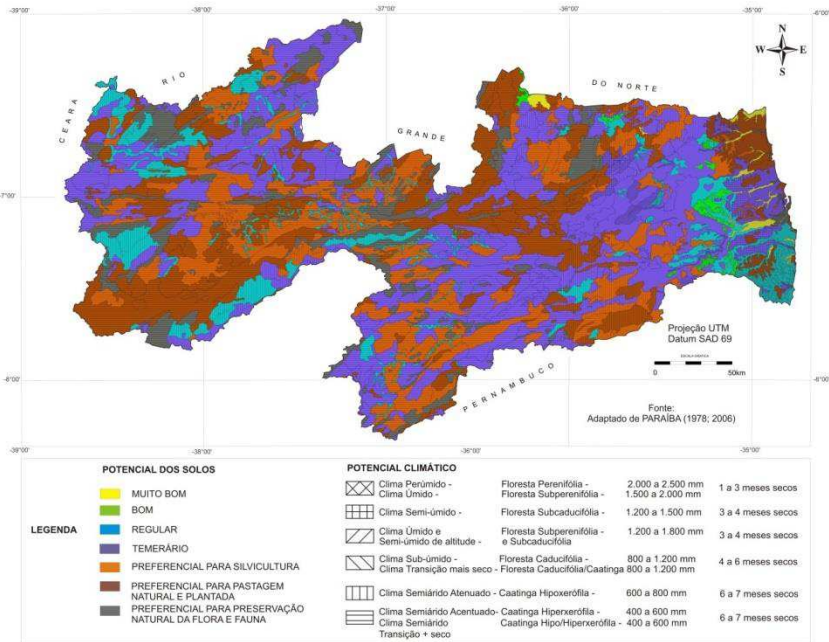 -39°00' -38°00' -37°00' -36°00' -35°00' -6°00'
N
W E
S
CEARÁ
RIO
GRANDE
DO NORTE
-7°00'
-8°00'
PERNAMBUCO
Projeção UTM
Datum SAD 69
ESCALA GRÁFICA
0 50km
Fonte:
Adaptado de PARAÍBA (1978; 2006)
-39°00' -38°00' -36°00' -36°00' -35°00'
LEGENDA
POTENCIAL DOS SOLOS
MUITO BOM
BOM
REGULAR
TEMERÁRIO
PREFERENCIAL PARA SILVICULTURA
PREFERENCIAL PARA PASTAGEM
NATURAL E PLANTADA
PREFERENCIAL PARA PRESERVAÇÃO
NATURAL DA FLORA E FAUNA
POTENCIAL CLIMÁTICO
Clima Perúmido - Floresta Perenifólia - 2.000 a 2.500 mm
Clima Úmido - Floresta Subperenifólia - 1.500 a 2.000 mm
1 a 3 meses secos
Clima Semi-úmido - Floresta Subcaducifólia - 1.200 a 1.500 mm 3 a 4 meses secos
Clima Úmido e Floresta Subperenifólia - 1.200 a 1.800 mm
Semi-úmido de altitude - e Subcaducifólia
3 a 4 meses secos
Clima Sub-úmido - Floresta Caducifólia - 800 a 1.200 mm
Clima Transição mais seco - Floresta Caducifólia/Caatinga 800 a 1.200 mm
4 a 6 meses secos
Clima Semiárido Atenuado - Caatinga Hipoxerófila - 600 a 800 mm 6 a 7 meses secos
Clima Semiárido Acentuado- Caatinga Hiperxerófila - 400 a 600 mm
Clima Semiárido Caatinga Hipo/Hiperxerófila - 400 a 600 mm
Transição + seco
6 a 7 meses secos